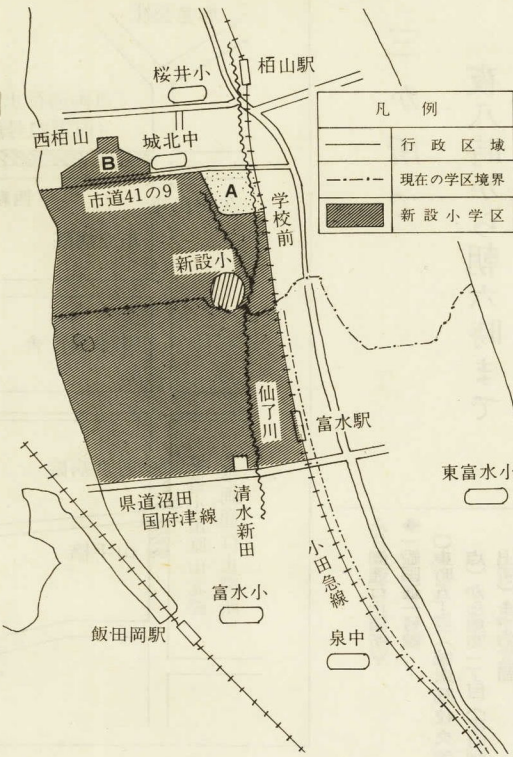 桜井小
栢山駅
凡例
行政区域
現在の学区境界
新設小学区
西栢山
城北中
B
A
市道41の9
学校前
新設小
仙了川
富水駅
東富水小
県道沼田
国府津線
清水新田
小田急線
富水小
飯田岡駅
泉中